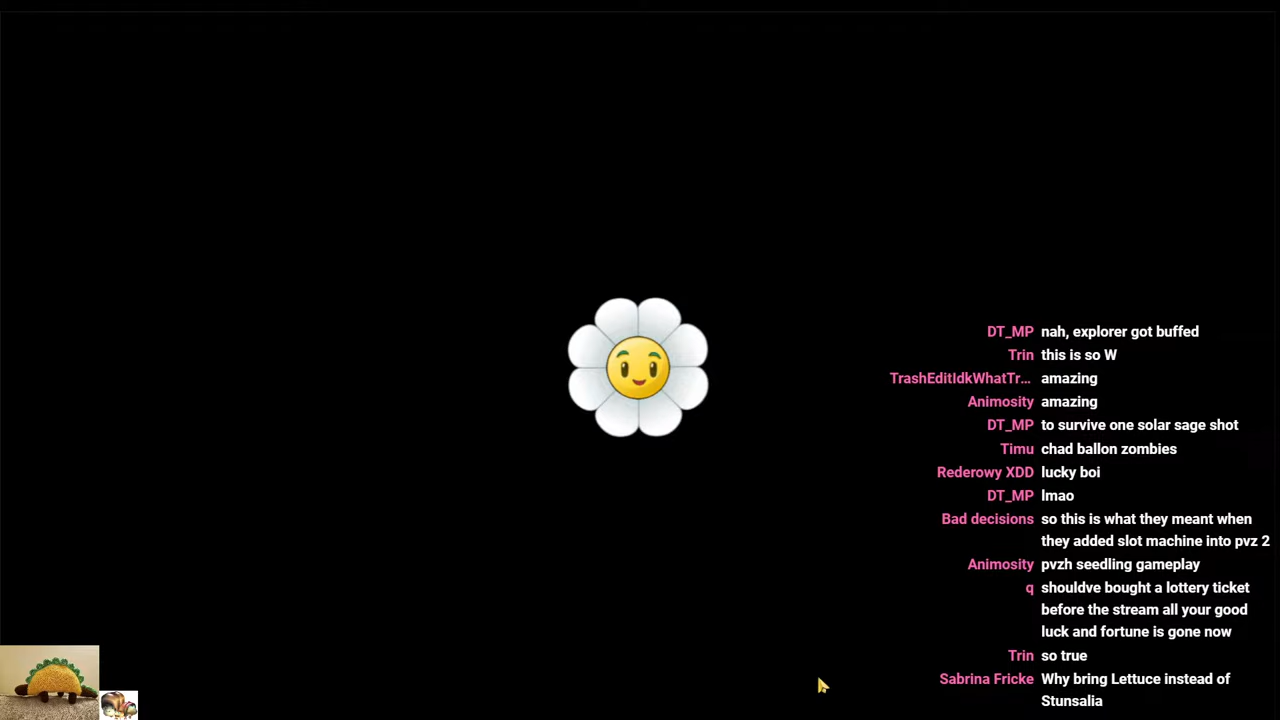 DT_MP nah, explorer got buffed
Trin this is so W
TrashEditIdkWhatTr... amazing
Animosity amazing
DT_MP to survive one solar sage shot
Timu chad ballon zombies
Rederowy XDD lucky boi
DT_MP lmao
Bad decisions so this is what they meant when
they added slot machine into pvz 2
Animosity pvzh seedling gameplay
q shouldve bought a lottery ticket
before the stream all your good
luck and fortune is gone now
Trin so true
Sabrina Fricke Why bring Lettuce instead of
Stunsalia